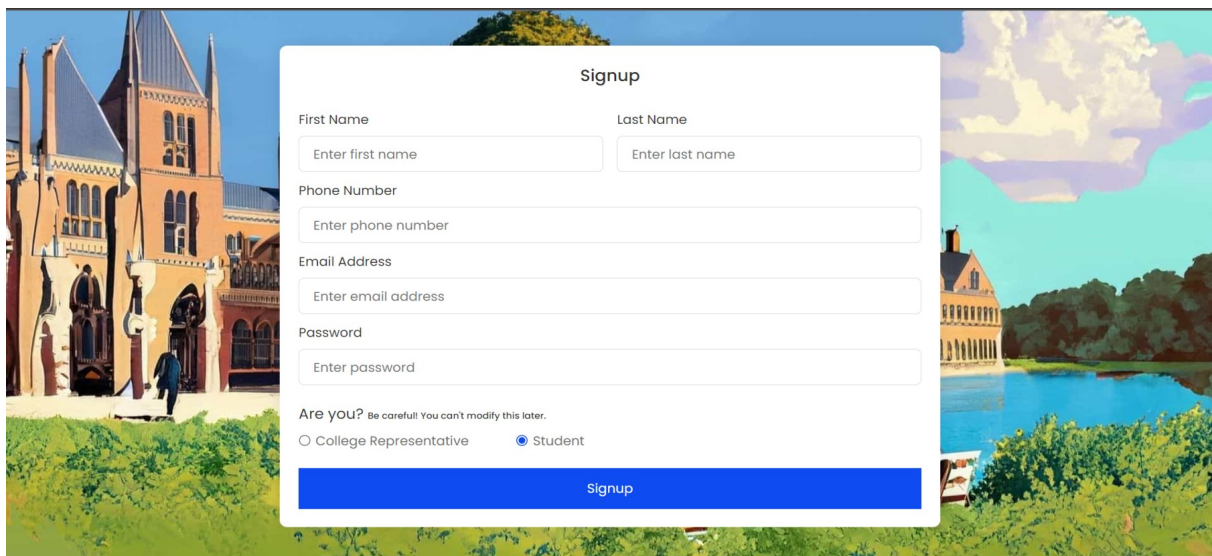 Signup
First Name Last Name
Enter first name Enter last name
Phone Number
Enter phone number
Email Address
Enter email address
Password
Enter password
Are you? Be careful! You can't modify this later.
College Representative Student
Signup